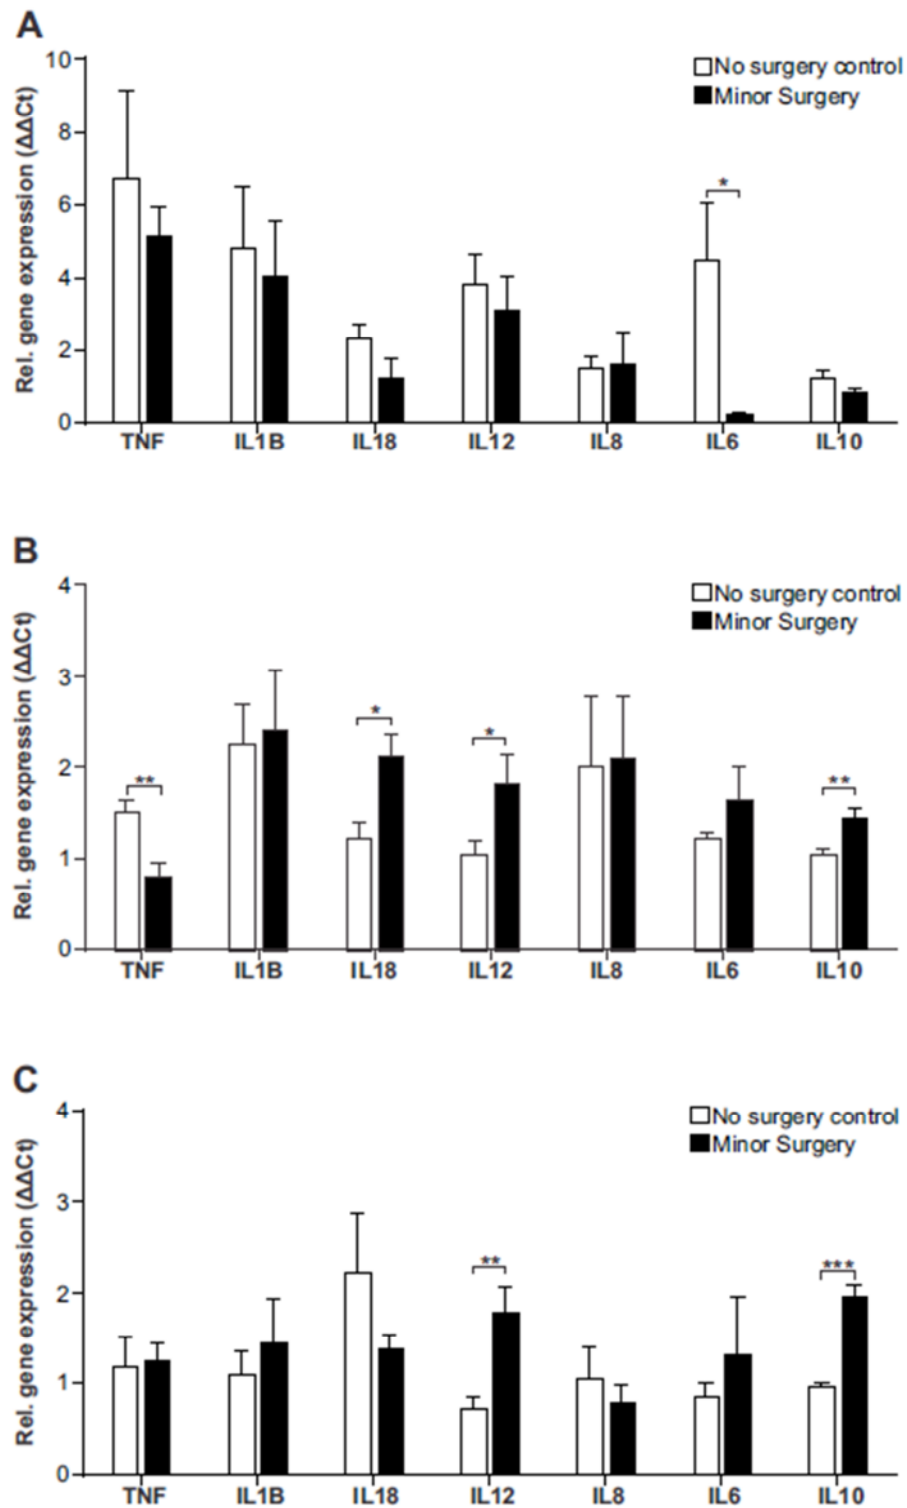 A
Rel. gene expression (ΔΔCt)
10
8
6
4
2
0
No surgery control
Minor Surgery
*
TNF IL1B IL18 IL12 IL8 IL6 IL10
B
Rel. gene expression (ΔΔCt)
4
3
2
1
0
No surgery control
Minor Surgery
** * * **
TNF IL1B IL18 IL12 IL8 IL6 IL10
C
Rel. gene expression (ΔΔCt)
4
3
2
1
0
No surgery control
Minor Surgery
** ***
TNF IL1B IL18 IL12 IL8 IL6 IL10